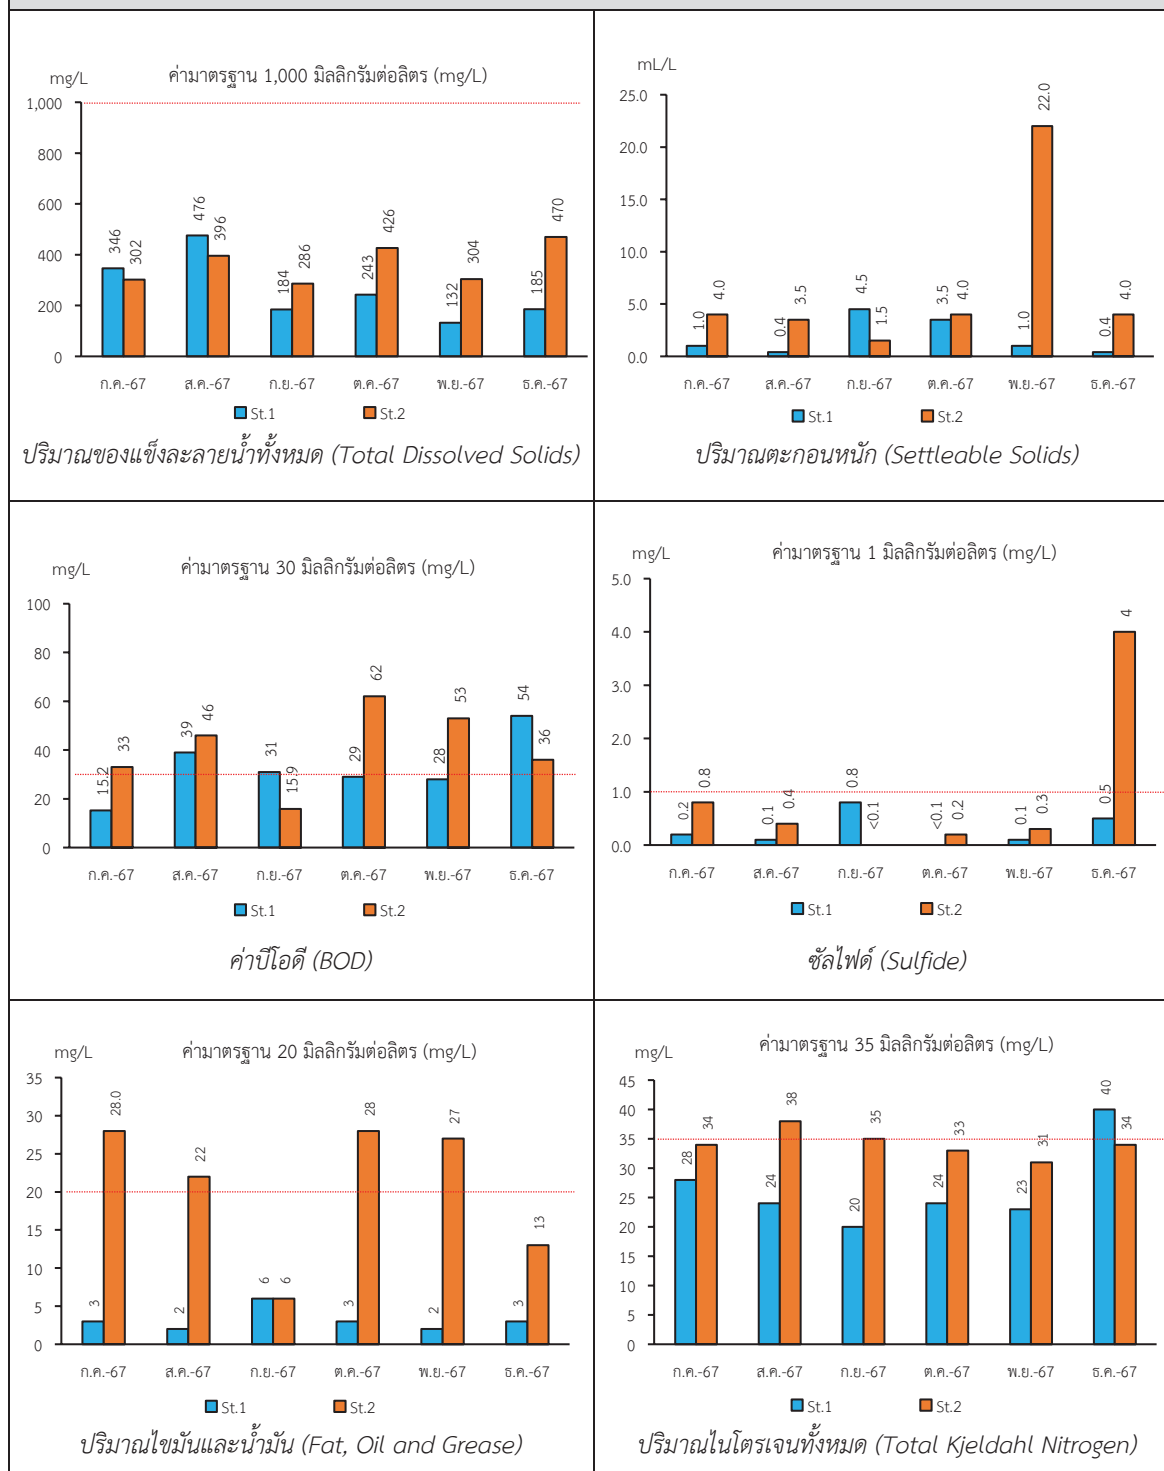 mg/L
ค่ามาตรฐาน 1,000 มิลลิกรัมต่อลิตร (mg/L)
1,000
800
600
400
200
0
346 302 476 396 184 286 243 426 132 304 185 470
ก.ค.-67 ส.ค.-67 ก.ย.-67 ต.ค.-67 พ.ย.-67 ธ.ค.-67
St.1 St.2
ปริมาณของแข็งละลายน้ำทั้งหมด (Total Dissolved Solids)
mL/L
25.0
20.0
15.0
10.0
5.0
0.0
1.0 4.0 0.4 3.5 4.5 1.5 3.5 4.0 1.0 22.0 0.4 4.0
ก.ค.-67 ส.ค.-67 ก.ย.-67 ต.ค.-67 พ.ย.-67 ธ.ค.-67
St.1 St.2
ปริมาณตะกอนหนัก (Settleable Solids)
mg/L
ค่ามาตรฐาน 30 มิลลิกรัมต่อลิตร (mg/L)
100
80
60
40
20
0
15.2 33 39 46 31 15.9 29 62 28 53 54 36
ก.ค.-67 ส.ค.-67 ก.ย.-67 ต.ค.-67 พ.ย.-67 ธ.ค.-67
St.1 St.2
ค่าบีโอดี (BOD)
mg/L
ค่ามาตรฐาน 1 มิลลิกรัมต่อลิตร (mg/L)
5.0
4.0
3.0
2.0
1.0
0.0
0.2 0.8 0.1 0.4 0.8 <0.1 <0.1 0.2 0.1 0.3 0.5 4
ก.ค.-67 ส.ค.-67 ก.ย.-67 ต.ค.-67 พ.ย.-67 ธ.ค.-67
St.1 St.2
ซัลไฟด์ (Sulfide)
mg/L
ค่ามาตรฐาน 20 มิลลิกรัมต่อลิตร (mg/L)
35
30
25
20
15
10
5
0
3 28.0 2 22 6 6 3 28 2 27 3 13
ก.ค.-67 ส.ค.-67 ก.ย.-67 ต.ค.-67 พ.ย.-67 ธ.ค.-67
St.1 St.2
ปริมาณไขมันและน้ำมัน (Fat, Oil and Grease)
mg/L
ค่ามาตรฐาน 35 มิลลิกรัมต่อลิตร (mg/L)
45
40
35
30
25
20
15
10
5
0
28 34 24 38 20 35 24 33 23 31 40 34
ก.ค.-67 ส.ค.-67 ก.ย.-67 ต.ค.-67 พ.ย.-67 ธ.ค.-67
St.1 St.2
ปริมาณไนโตรเจนทั้งหมด (Total Kjeldahl Nitrogen)